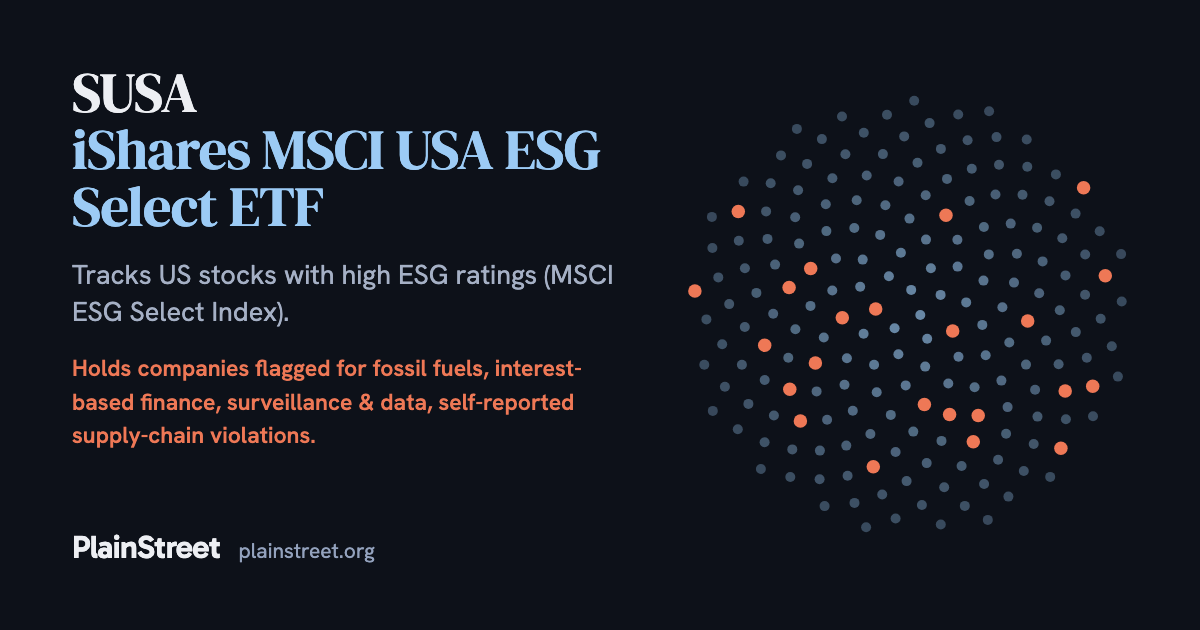 SUSA
iShares MSCI USA ESG
Select ETF
Tracks US stocks with high ESG ratings (MSCI
ESG Select Index).
Holds companies flagged for fossil fuels, interest-
based finance, surveillance & data, self-reported
supply-chain violations.
PlainStreet plainstreet.org